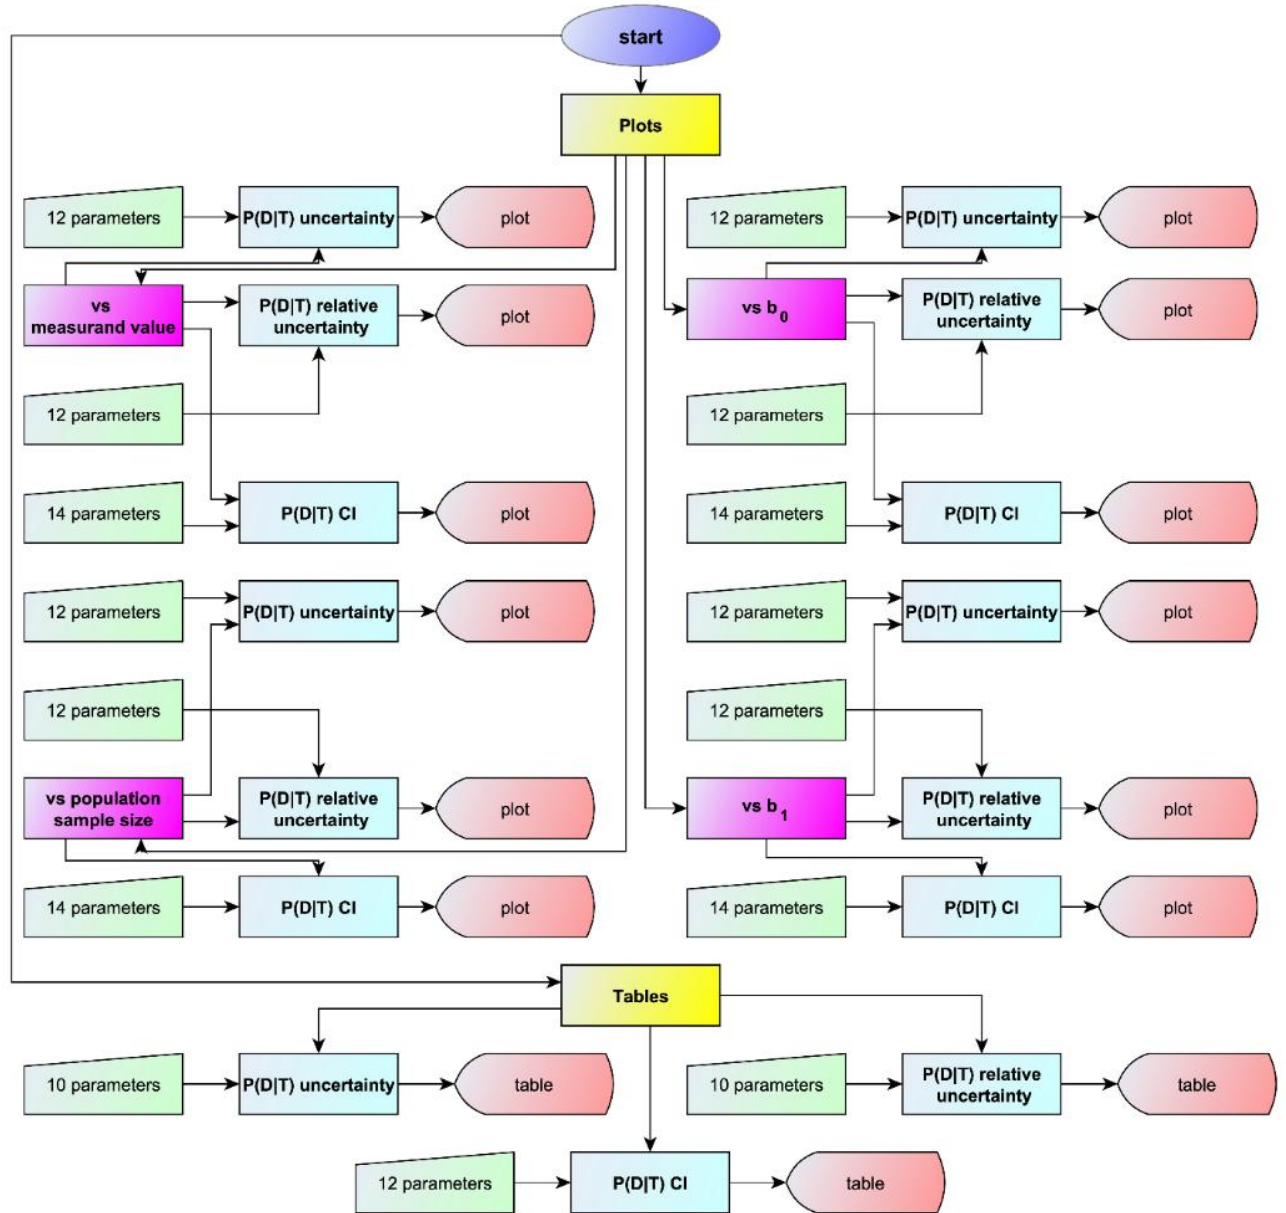 start
Plots
12 parameters
P(D|T) uncertainty
plot
12 parameters
P(D|T) uncertainty
plot
vs
measurand value
P(D|T) relative
uncertainty
plot
vs b₀
P(D|T) relative
uncertainty
plot
12 parameters
12 parameters
14 parameters
P(D|T) CI
plot
14 parameters
P(D|T) CI
plot
12 parameters
P(D|T) uncertainty
plot
12 parameters
P(D|T) uncertainty
plot
12 parameters
12 parameters
vs population
sample size
P(D|T) relative
uncertainty
plot
vs b₁
P(D|T) relative
uncertainty
plot
14 parameters
P(D|T) CI
plot
14 parameters
P(D|T) CI
plot
Tables
10 parameters
P(D|T) uncertainty
table
10 parameters
P(D|T) relative
uncertainty
table
12 parameters
P(D|T) CI
table